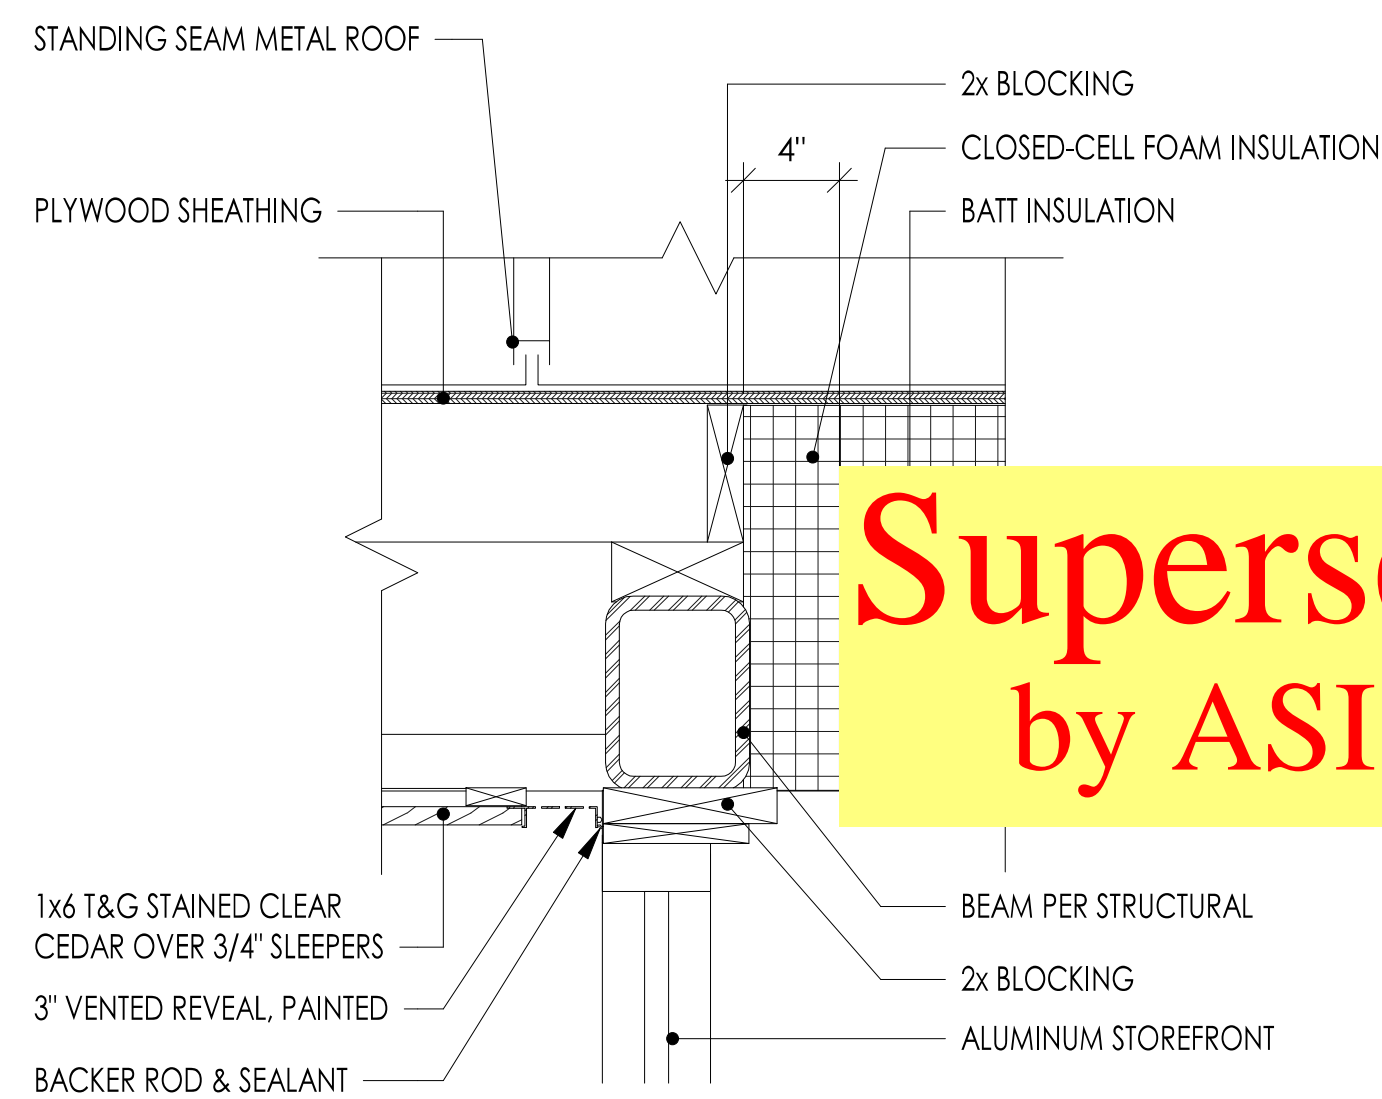 STANDING SEAM METAL ROOF
2x BLOCKING
4"
CLOSED-CELL FOAM INSULATION
PLYWOOD SHEATHING
BATT INSULATION
by ASI
1x6 T&G STAINED CLEAR
CEDAR OVER 3/4" SLEEPERS
3" VENTED REVEAL, PAINTED
BACKER ROD & SEALANT
BEAM PER STRUCTURAL
2x BLOCKING
ALUMINUM STOREFRONT